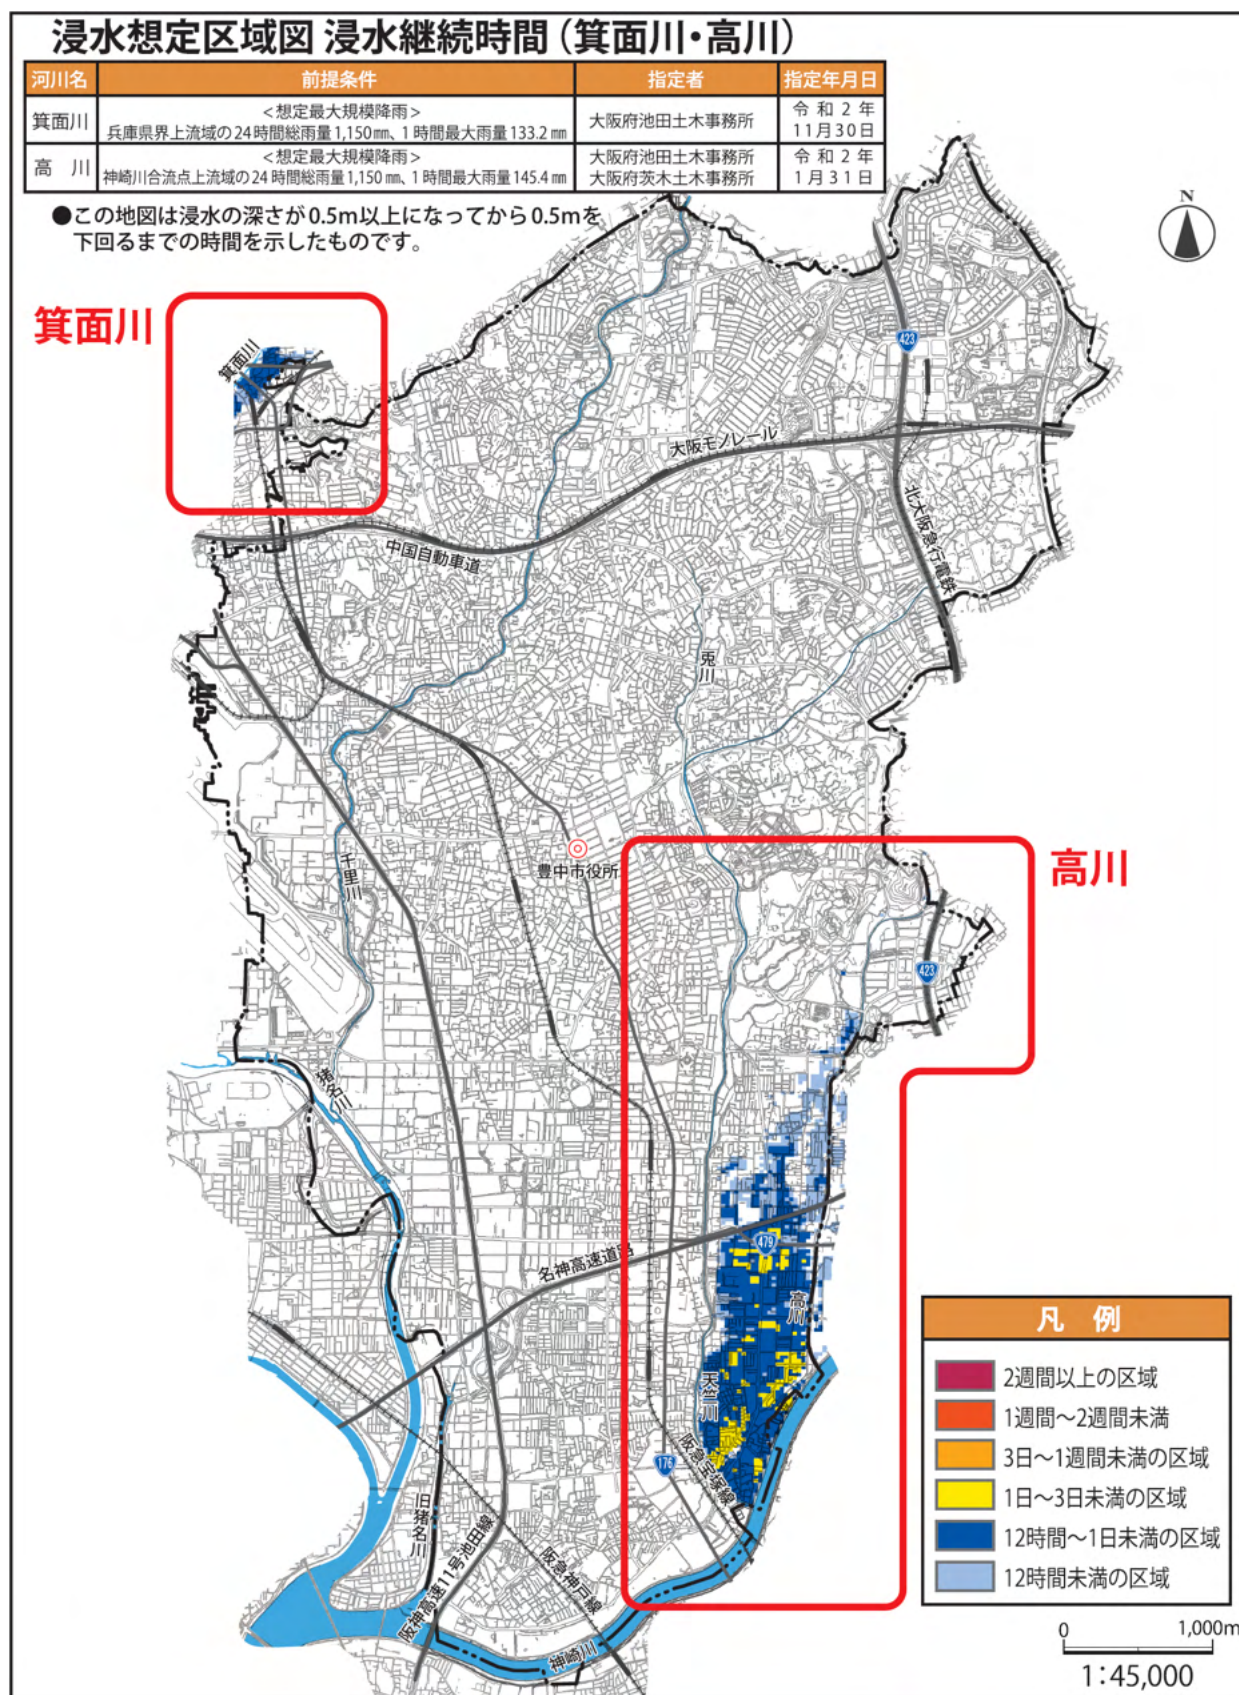 浸水想定区域図 浸水継続時間（箕面川・高川）
河川名 前提条件 指定者 指定年月日
箕面川 ＜想定最大規模降雨＞ 兵庫県界上流域の24時間総雨量1,150㎜、1時間最大雨量133.2㎜ 大阪府池田土木事務所 令和2年11月30日
高川 ＜想定最大規模降雨＞ 神崎川合流点上流域の24時間総雨量1,150㎜、1時間最大雨量145.4㎜ 大阪府池田土木事務所 大阪府茨木土木事務所 令和2年1月31日
●この地図は浸水の深さが0.5m以上になってから0.5mを
下回るまでの時間を示したものです。
N
箕面川
箕面川
423
大阪モノレール
北大阪急行電鉄
中国自動車道
兎川
豊中市役所
千里川
高川
423
猪名川
名神高速道路
479
高川
天竺川
阪急宝塚線
176
旧猪名川
阪神高速11号池田線
阪急神戸線
神崎川
凡例
2週間以上の区域
1週間～2週間未満
3日～1週間未満の区域
1日～3日未満の区域
12時間～1日未満の区域
12時間未満の区域
0 1,000m
1：45,000